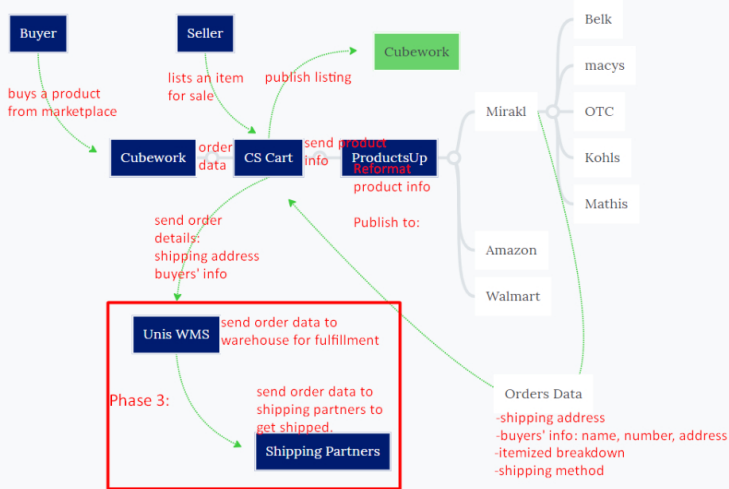 Buyer
Seller
Cubework
Belk
macys
OTC
Kohls
Mathis
buys a product
from marketplace
lists an item
for sale
publish listing
Mirakl
Cubework
order
data
CS Cart
send product
info
ProductsUp
Reformat
product info
Publish to:
Amazon
Walmart
send order
details:
shipping address
buyers' info
Unis WMS
send order data to
warehouse for fulfillment
Phase 3:
send order data to
shipping partners to
get shipped.
Shipping Partners
Orders Data
-shipping address
-buyers' info: name, number, address
-itemized breakdown
-shipping method